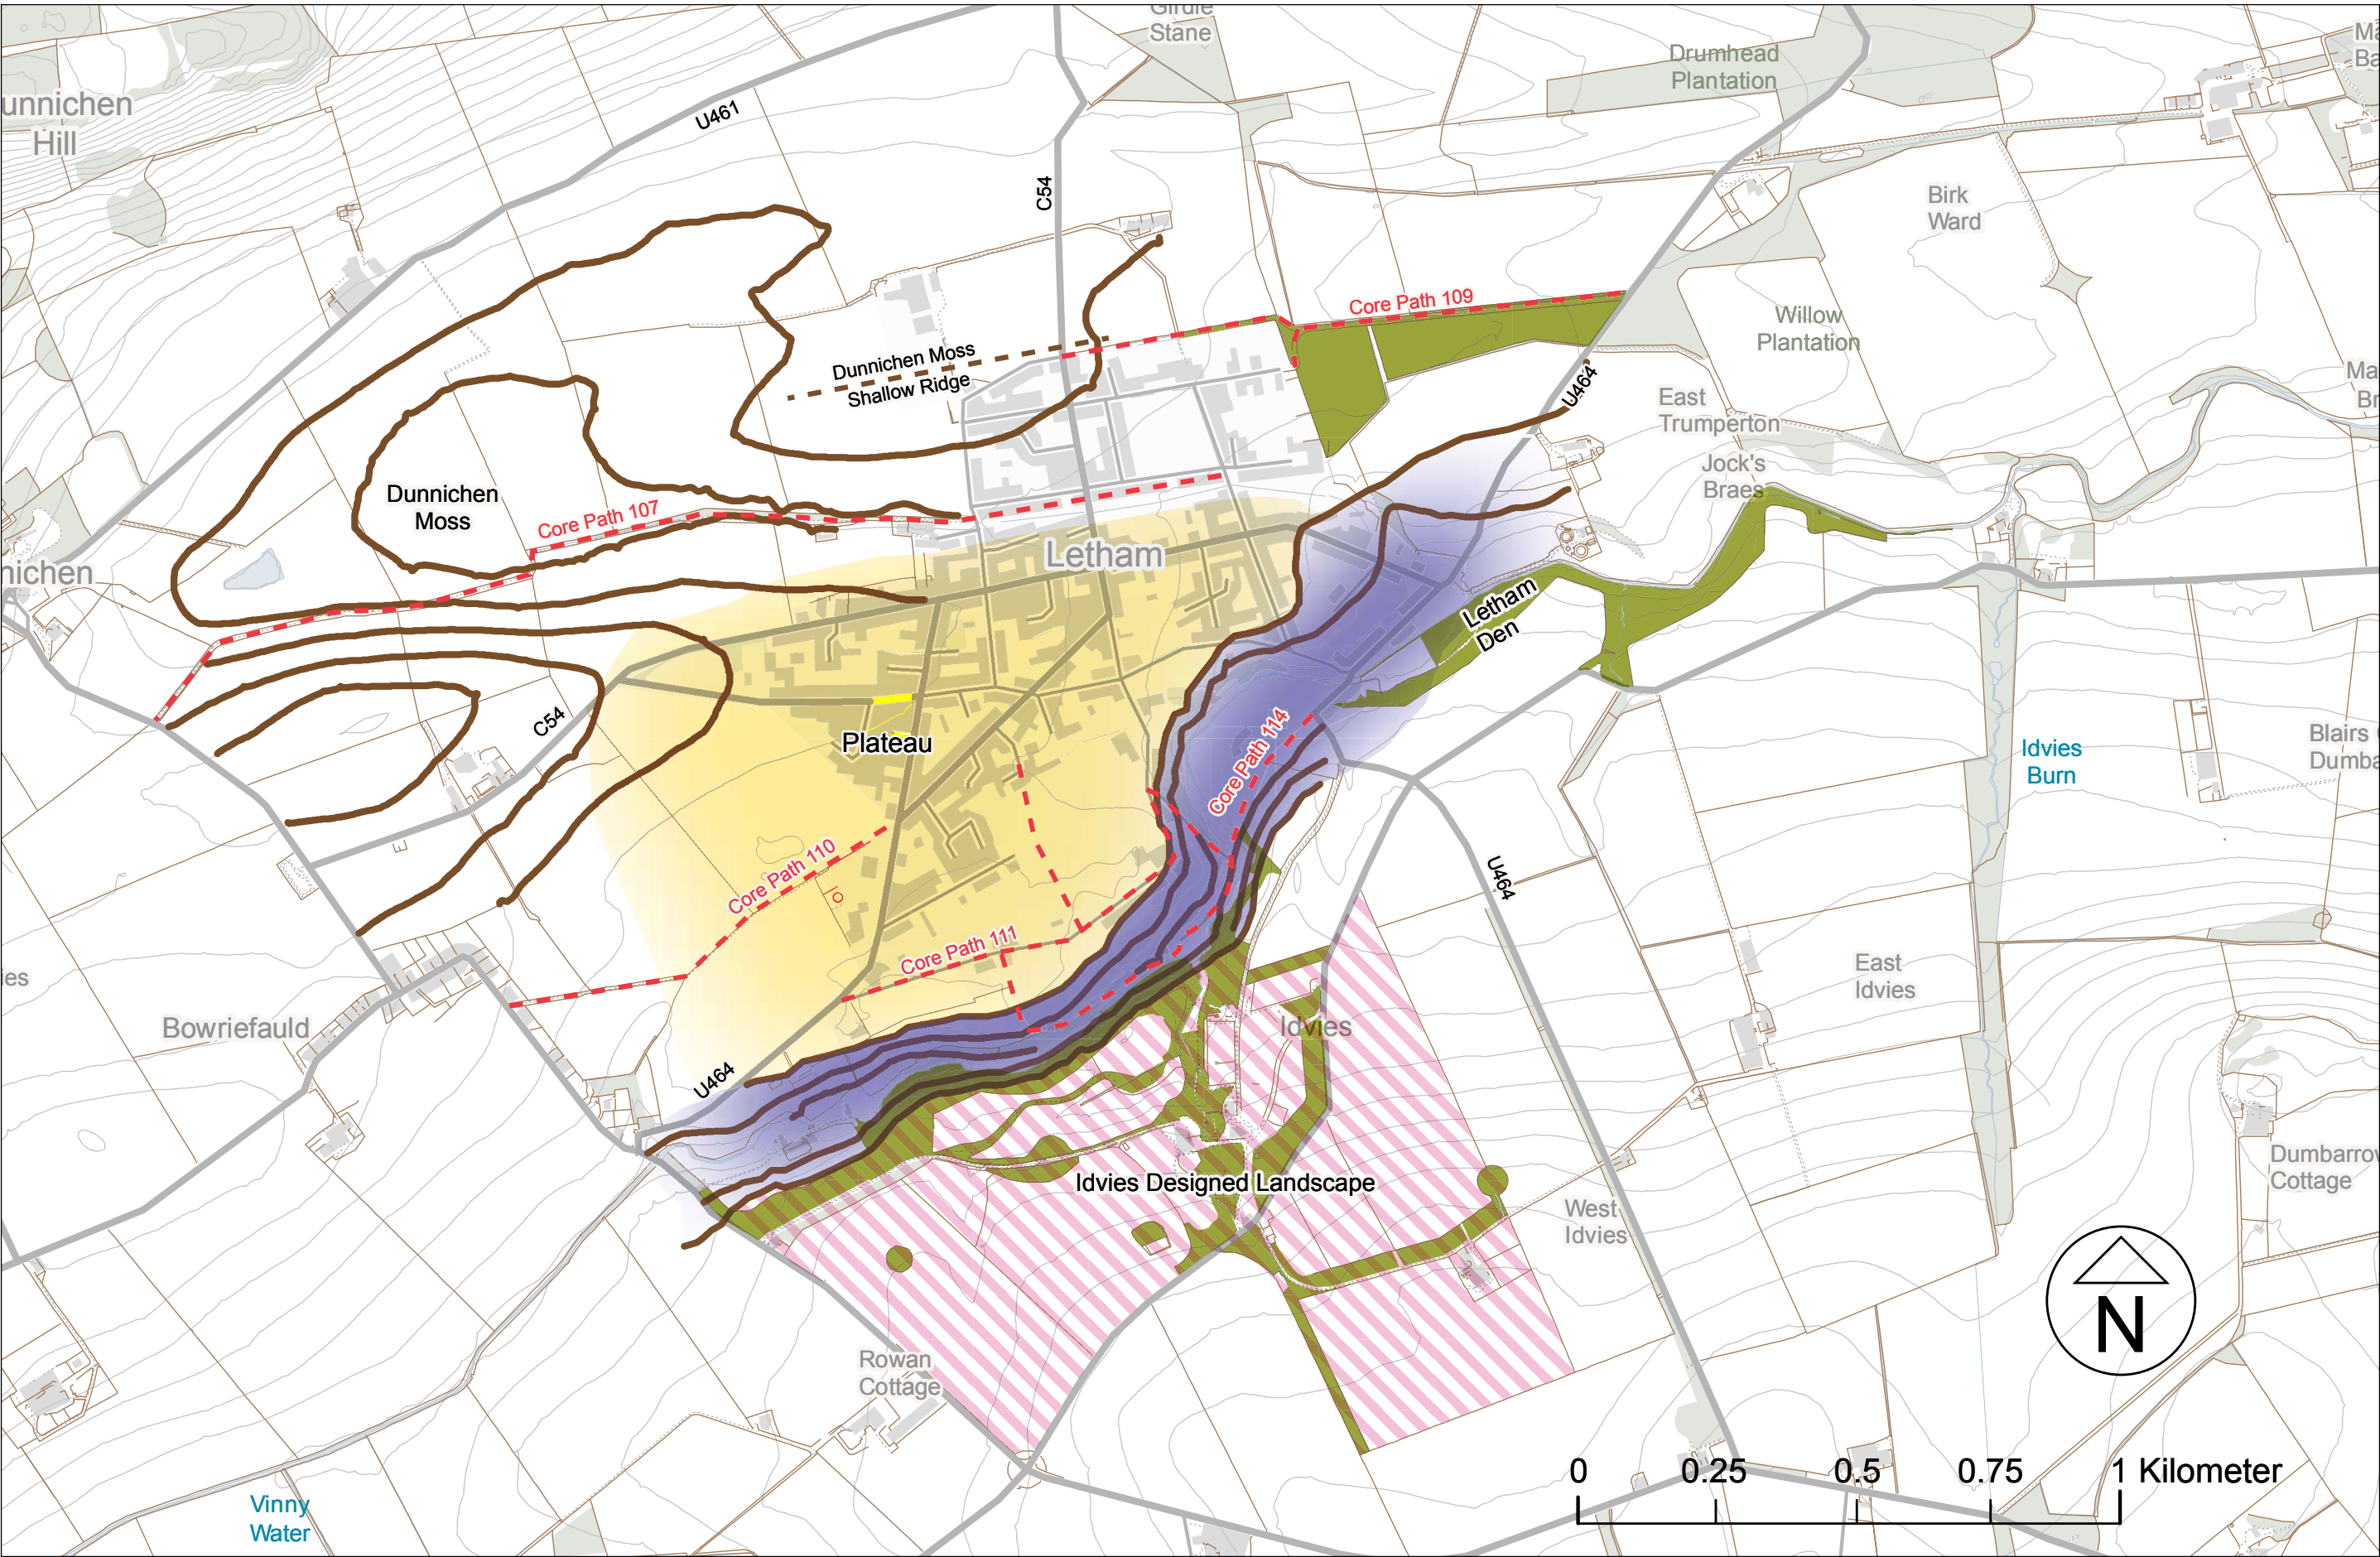 Girdle
Stane
Drumhead
Plantation
unnichen
Hill
U461
C54
Birk
Ward
Core Path 109
Willow
Plantation
Dunnichen Moss
Shallow Ridge
U464
East
Trumperton
Jock's
Braes
Dunnichen
Moss
Core Path 107
Letham
nichen
Letham
Den
C54
Plateau
Core Path 114
Idvies
Burn
Blairs
Dumba
Core Path 110
U464
Core Path 111
East
Idvies
ies
Bowriefauld
Idvies
U464
Idvies Designed Landscape
Dumbarrow
Cottage
West
Idvies
N
Rowan
Cottage
0 0.25 0.5 0.75 1 Kilometer
Vinny
Water